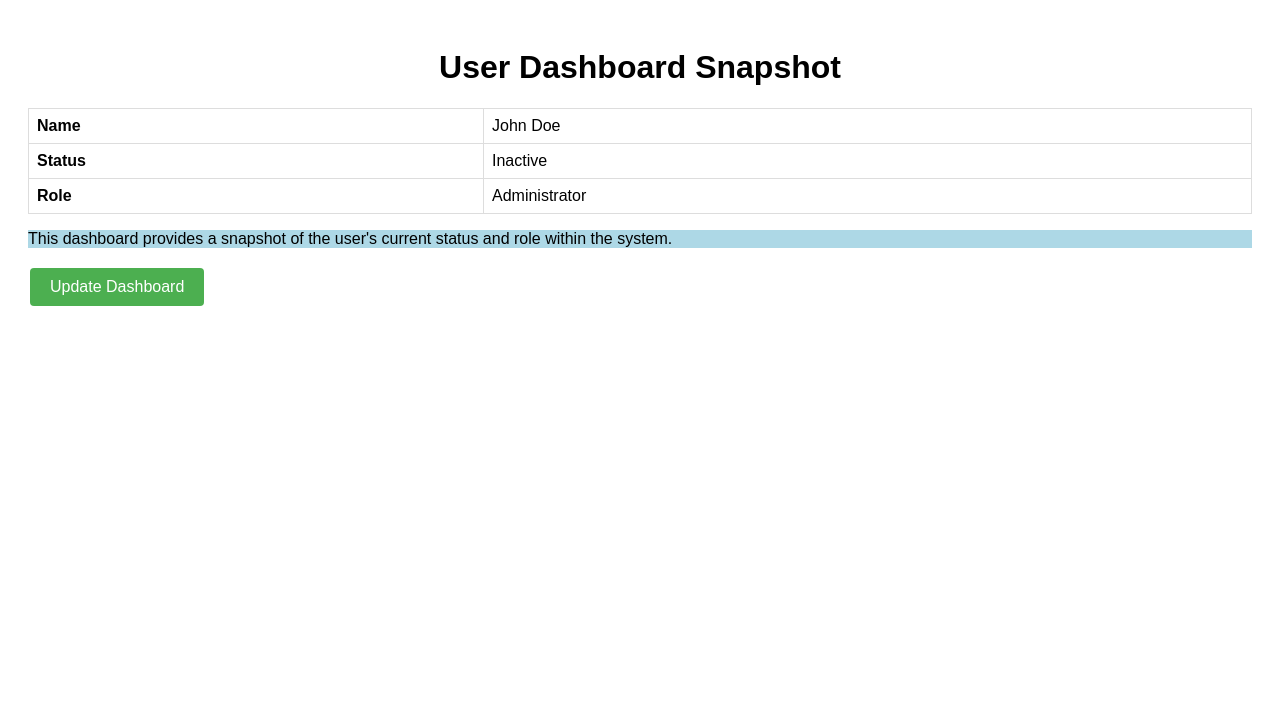 User Dashboard Snapshot
Name John Doe
Status Inactive
Role Administrator
This dashboard provides a snapshot of the user's current status and role within the system.
Update Dashboard